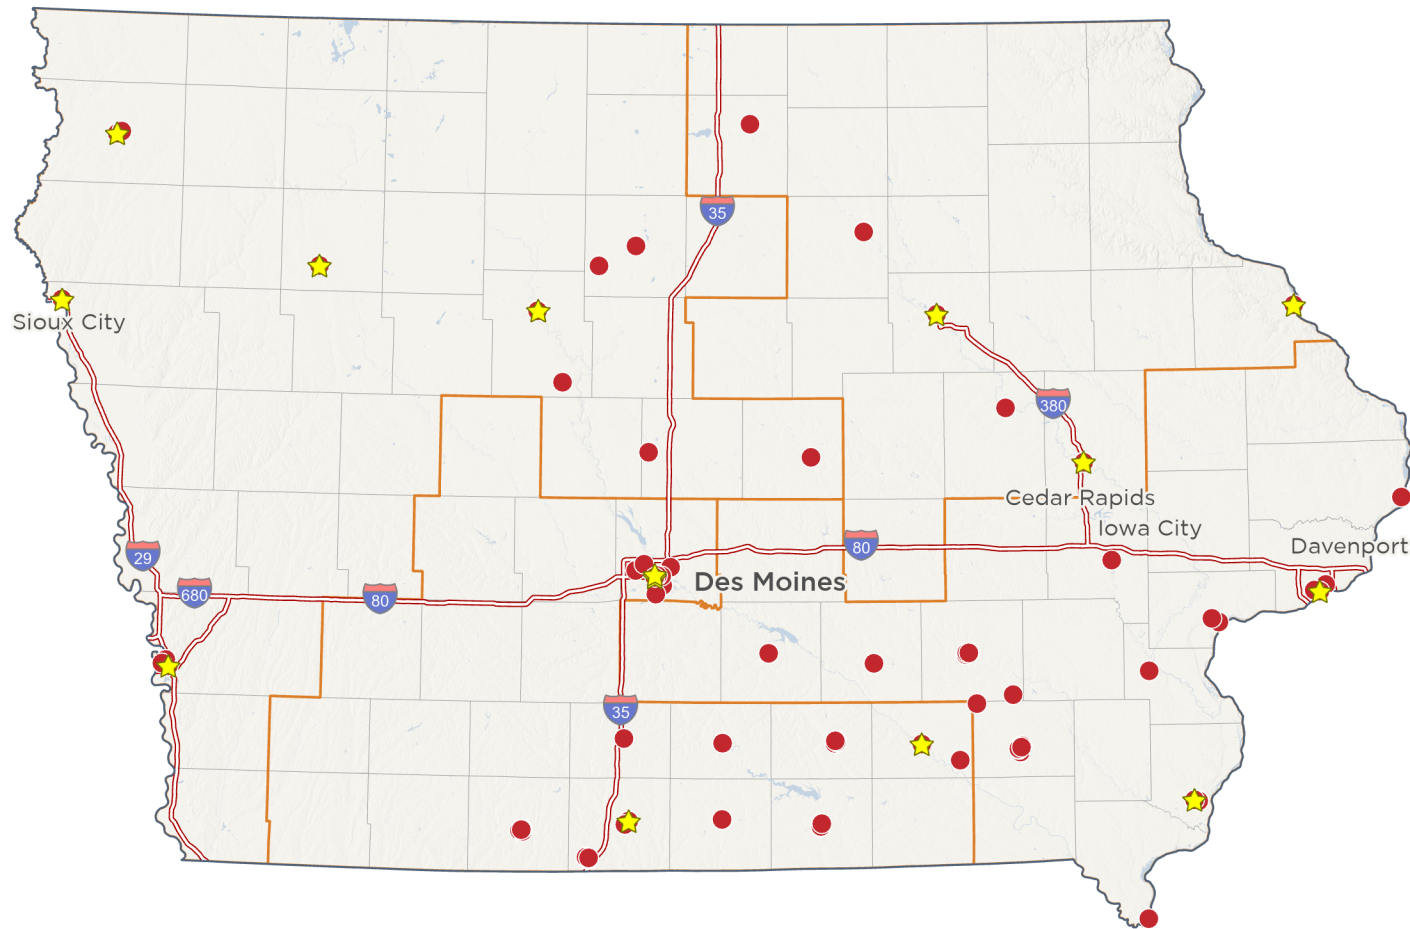 35
Sioux City
380
Cedar Rapids
Iowa City
29
80
Davenport
680
80
Des Moines
35